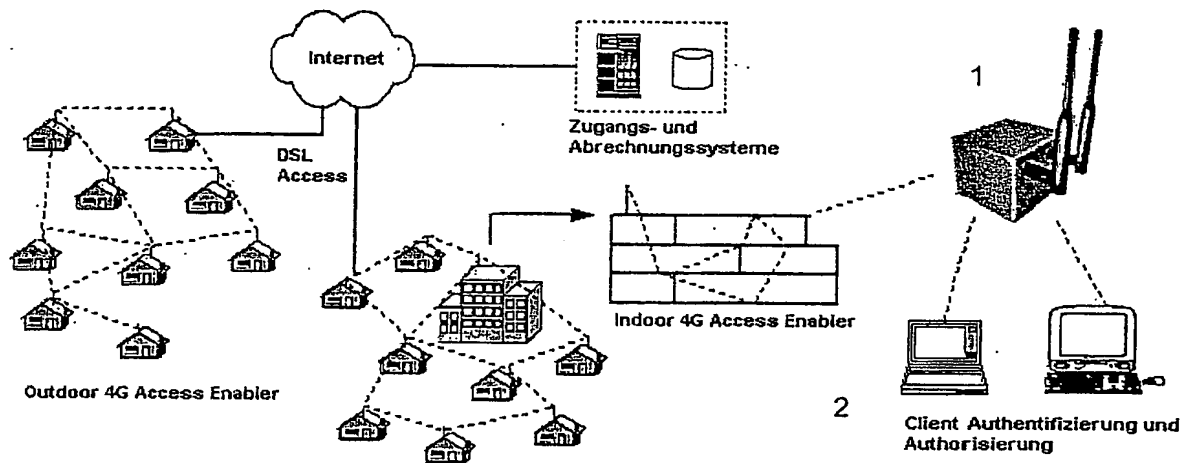 Internet
1
Zugangs- und
Abrechnungssysteme
DSL
Access
Indoor 4G Access Enabler
Outdoor 4G Access Enabler
2
Client Authentifizierung und
Authorisierung